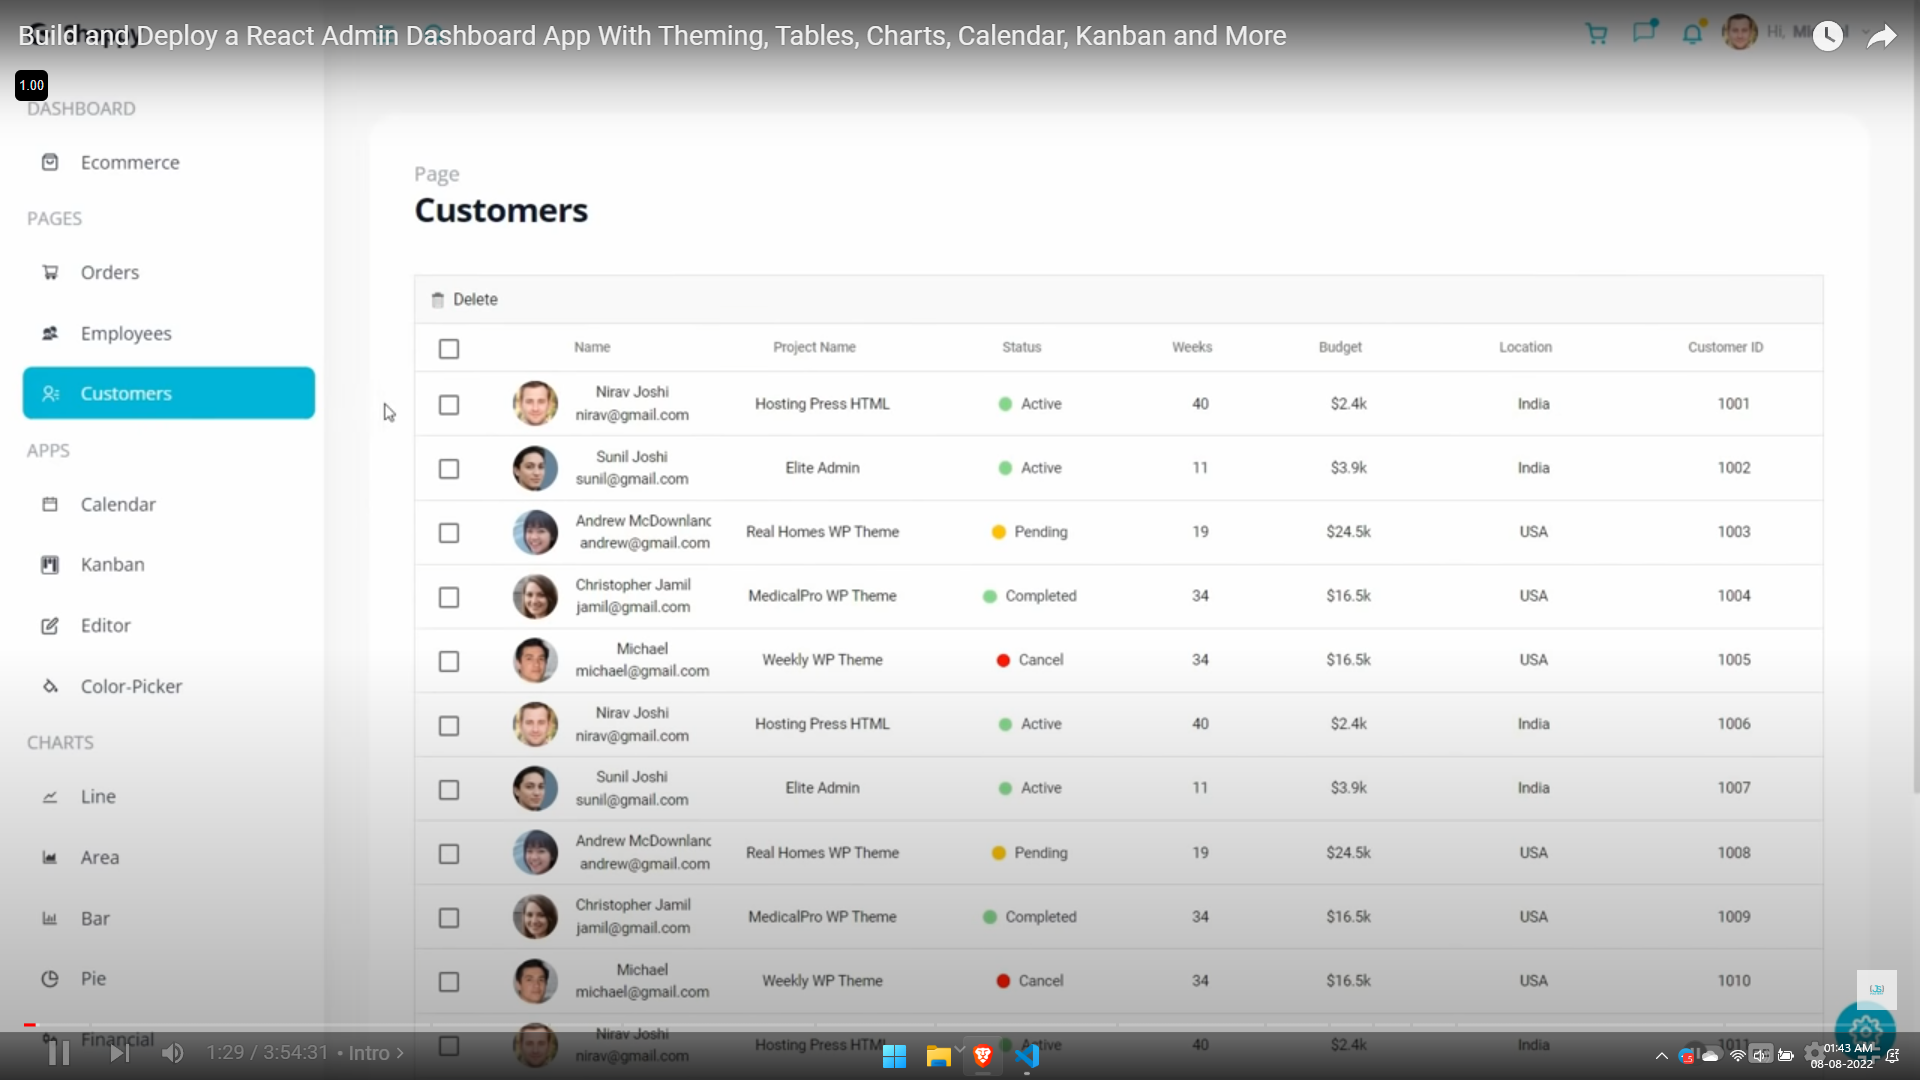 Build and Deploy a React Admin Dashboard App With Theming, Tables, Charts, Calendar, Kanban and More
Hi,
1.00
DASHBOARD
Ecommerce
PAGES
Orders
Employees
Customers
APPS
Calendar
Kanban
Editor
Color-Picker
CHARTS
Line
Area
Bar
Pie
Financial
Page
Customers
Delete
Name Project Name Status Weeks Budget Location Customer ID
Nirav Joshi
nirav@gmail.com
Hosting Press HTML Active 40 $2.4k India 1001
Sunil Joshi
sunil@gmail.com
Elite Admin Active 11 $3.9k India 1002
Andrew McDownland
andrew@gmail.com
Real Homes WP Theme Pending 19 $24.5k USA 1003
Christopher Jamil
jamil@gmail.com
MedicalPro WP Theme Completed 34 $16.5k USA 1004
Michael
michael@gmail.com
Weekly WP Theme Cancel 34 $16.5k USA 1005
Nirav Joshi
nirav@gmail.com
Hosting Press HTML Active 40 $2.4k India 1006
Sunil Joshi
sunil@gmail.com
Elite Admin Active 11 $3.9k India 1007
Andrew McDownland
andrew@gmail.com
Real Homes WP Theme Pending 19 $24.5k USA 1008
Christopher Jamil
jamil@gmail.com
MedicalPro WP Theme Completed 34 $16.5k USA 1009
Michael
michael@gmail.com
Weekly WP Theme Cancel 34 $16.5k USA 1010
Nirav Joshi
nirav@gmail.com
Hosting Press HTML Active 40 $2.4k India 1011
JS
1:29 / 3:54:31 • Intro >
01:43 AM
08-08-2022